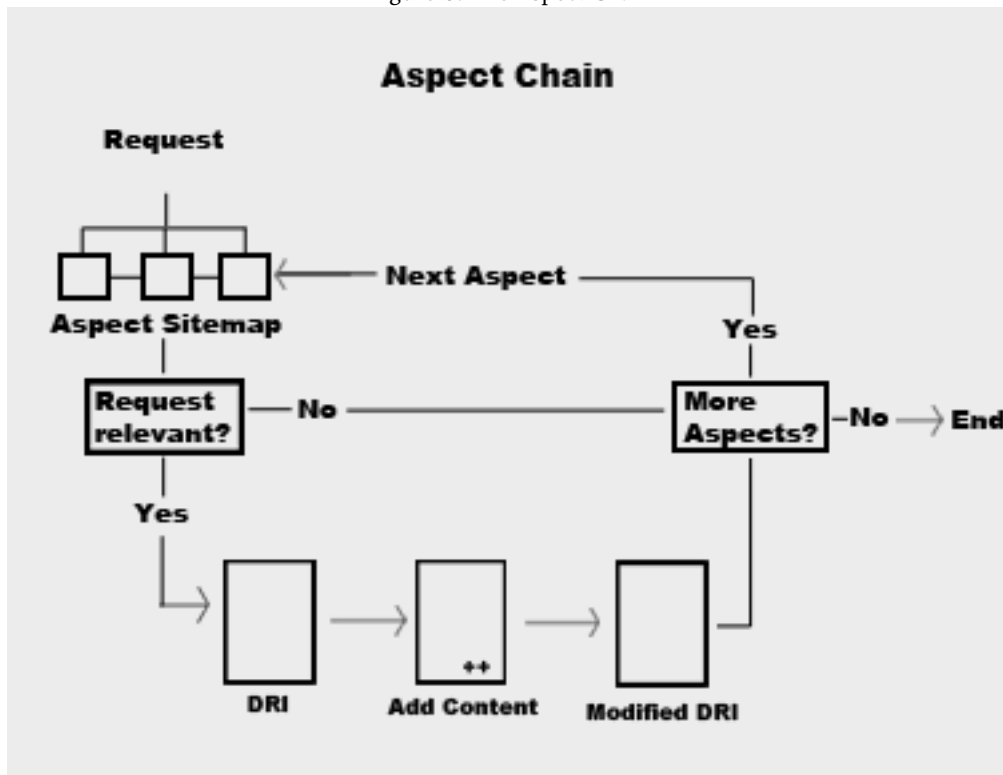 Aspect Chain
Request
Next Aspect
Aspect Sitemap
Yes
Request
relevant?
No
More
Aspects?
No
End
Yes
++
DRI
Add Content
Modified DRI